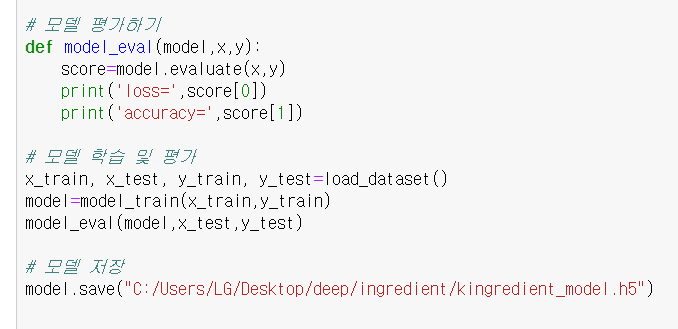 # 모델 평가하기
def model_eval(model,x,y):
    score=model.evaluate(x,y)
    print('loss=',score[0])
    print('accuracy=',score[1])
# 모델 학습 및 평가
x_train, x_test, y_train, y_test=load_dataset()
model=model_train(x_train,y_train)
model_eval(model,x_test,y_test)
# 모델 저장
model.save("C:/Users/LG/Desktop/deep/ingredient/kingredient_model.h5")